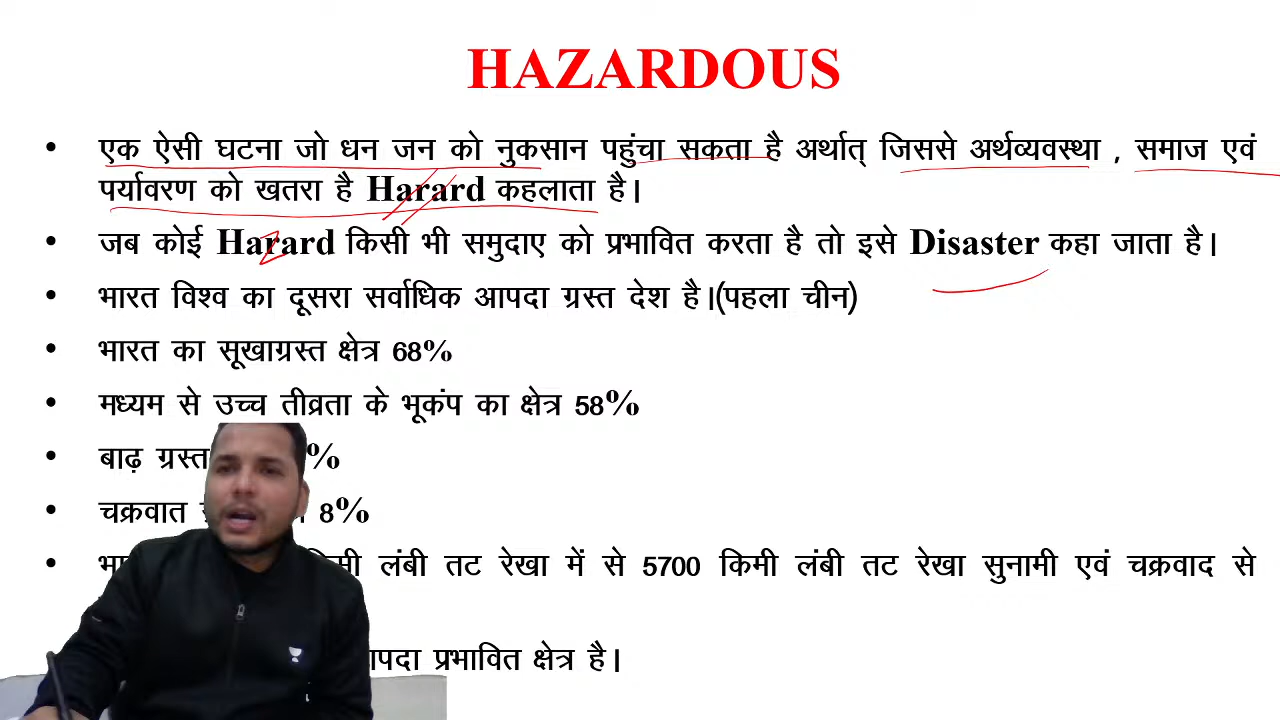 HAZARDOUS
• एक ऐसी घटना जो धन जन को नुकसान पहुंचा सकता है अर्थात् जिससे अर्थव्यवस्था , समाज एवं
पर्यावरण को खतरा है Harard कहलाता है।
• जब कोई Harard किसी भी समुदाए को प्रभावित करता है तो इसे Disaster कहा जाता है।
• भारत विश्व का दूसरा सर्वाधिक आपदा ग्रस्त देश है।(पहला चीन)
• भारत का सूखाग्रस्त क्षेत्र 68%
• मध्यम से उच्च तीव्रता के भूकंप का क्षेत्र 58%
• बाढ़ ग्रस्त %
• चक्रवात 8%
• किमी लंबी तट रेखा में से 5700 किमी लंबी तट रेखा सुनामी एवं चक्रवाद से
प्रभावित क्षेत्र है।